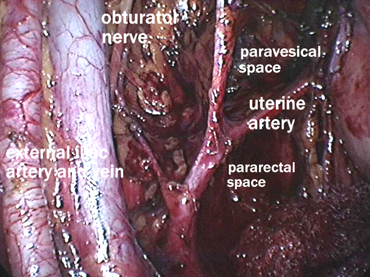 obturator
nerve
paravesical
space
uterine
artery
external iliac
artery and vein
pararectal
space